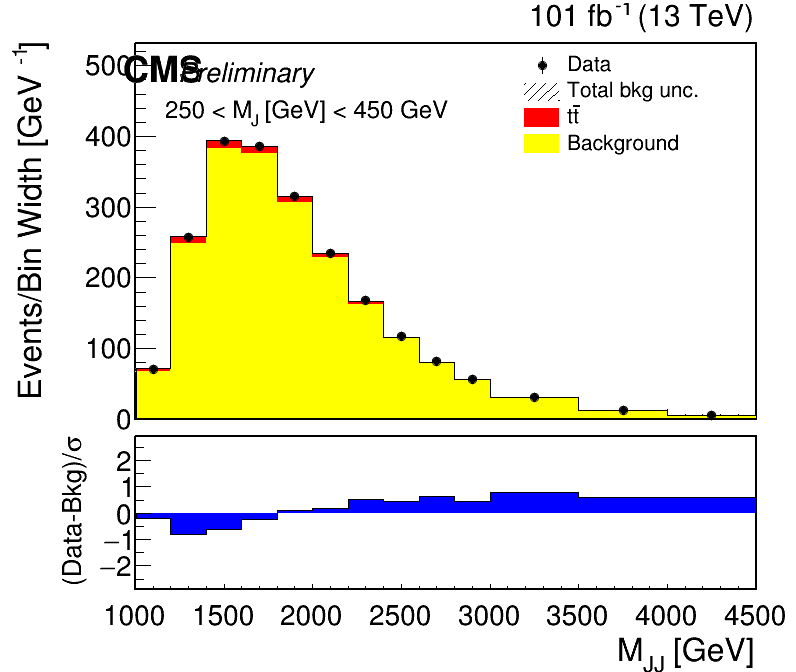 101 fb⁻¹ (13 TeV)
CMS Preliminary
250 < M_J [GeV] < 450 GeV
Data
Total bkg unc.
tt̄
Background
Events/Bin Width [GeV⁻¹]
500
400
300
200
100
0
(Data-Bkg)/σ
2
1
0
−1
−2
1000 1500 2000 2500 3000 3500 4000 4500
M_JJ [GeV]